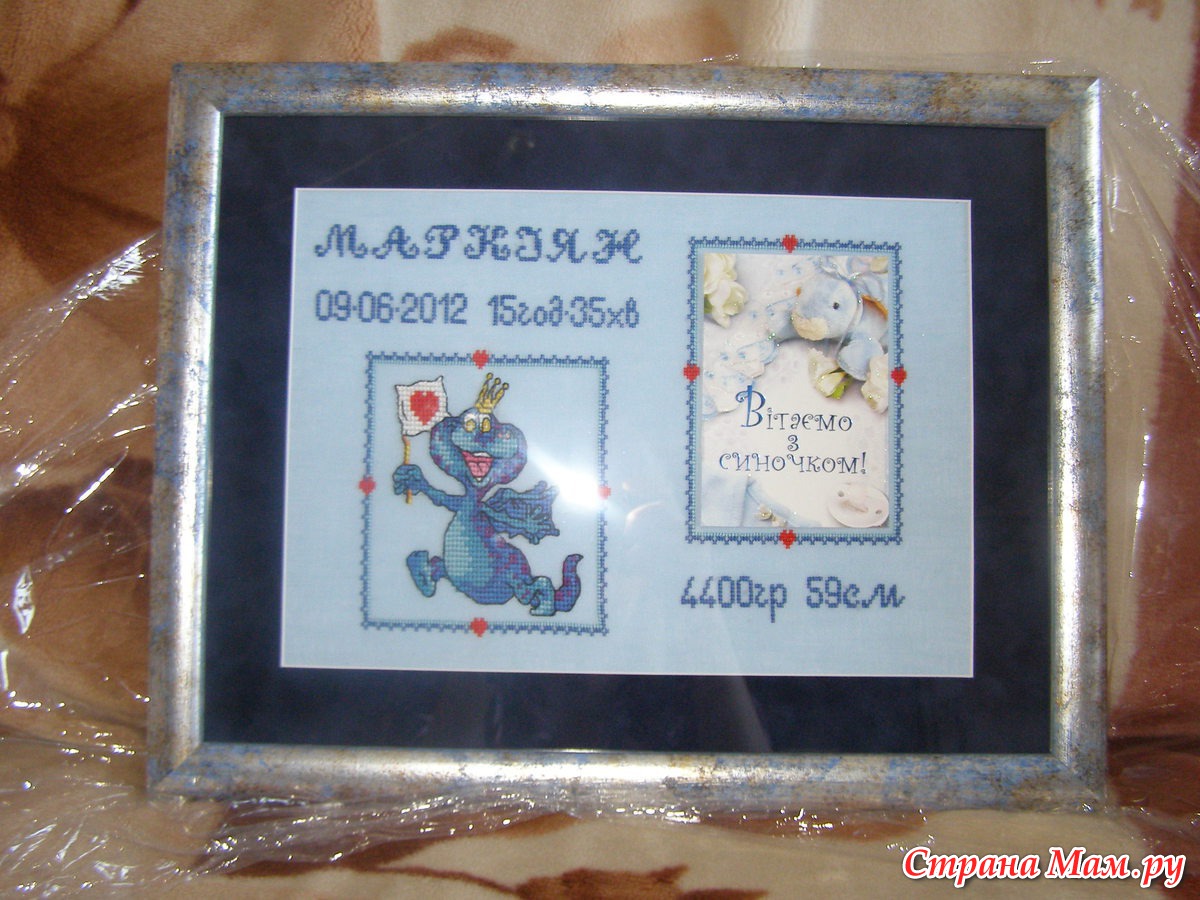 МАРКІЯН
09·06·2012 15год·35хв
Вітаємо
з
синочком!
4400гр 59см
Страна Мам.ру